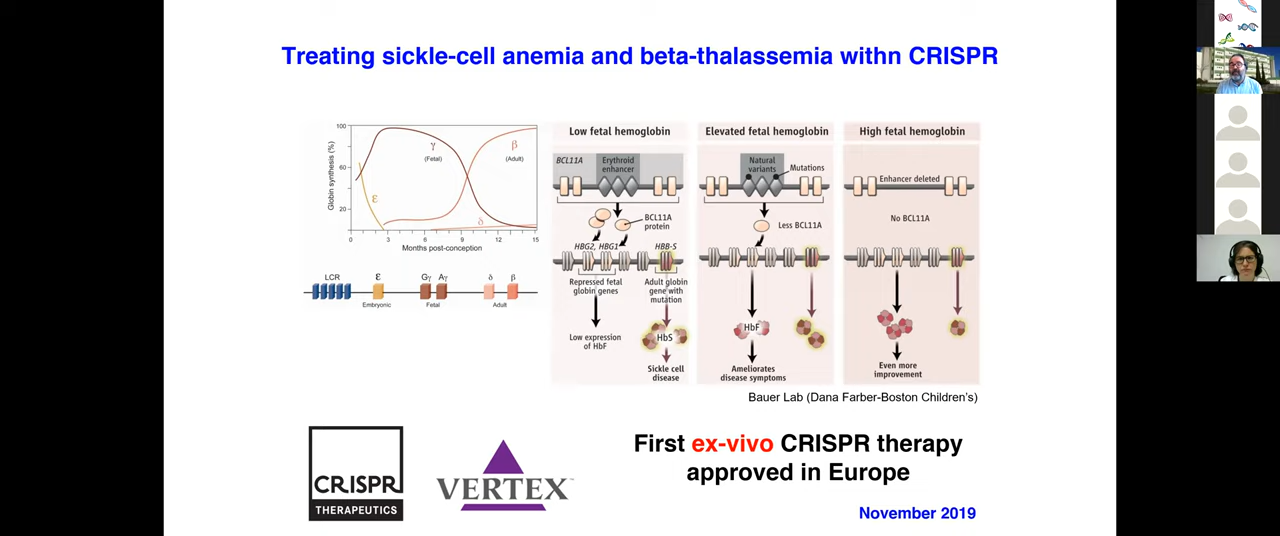 Treating sickle-cell anemia and beta-thalassemia withn CRISPR
Globin synthesis (%)
100
60
20
γ
(Fetal)
β
(Adult)
ε
δ
0 3 6 9 12 15
Months post-conception
LCR ε Gγ Aγ δ β
Embryonic Fetal Adult
Low fetal hemoglobin
BCL11A
Erythroid
enhancer
BCL11A
protein
HBG2, HBG1 HBB-S
Repressed fetal
globin genes
Adult globin
gene with
mutation
Low expression
of HbF
HbS
Sickle cell
disease
Elevated fetal hemoglobin
Natural
variants
Mutations
Less BCL11A
HbF
Ameliorates
disease symptoms
High fetal hemoglobin
Enhancer deleted
No BCL11A
Even more
improvement
Bauer Lab (Dana Farber-Boston Children's)
CRISPR
THERAPEUTICS
VERTEX
First ex-vivo CRISPR therapy
approved in Europe
November 2019